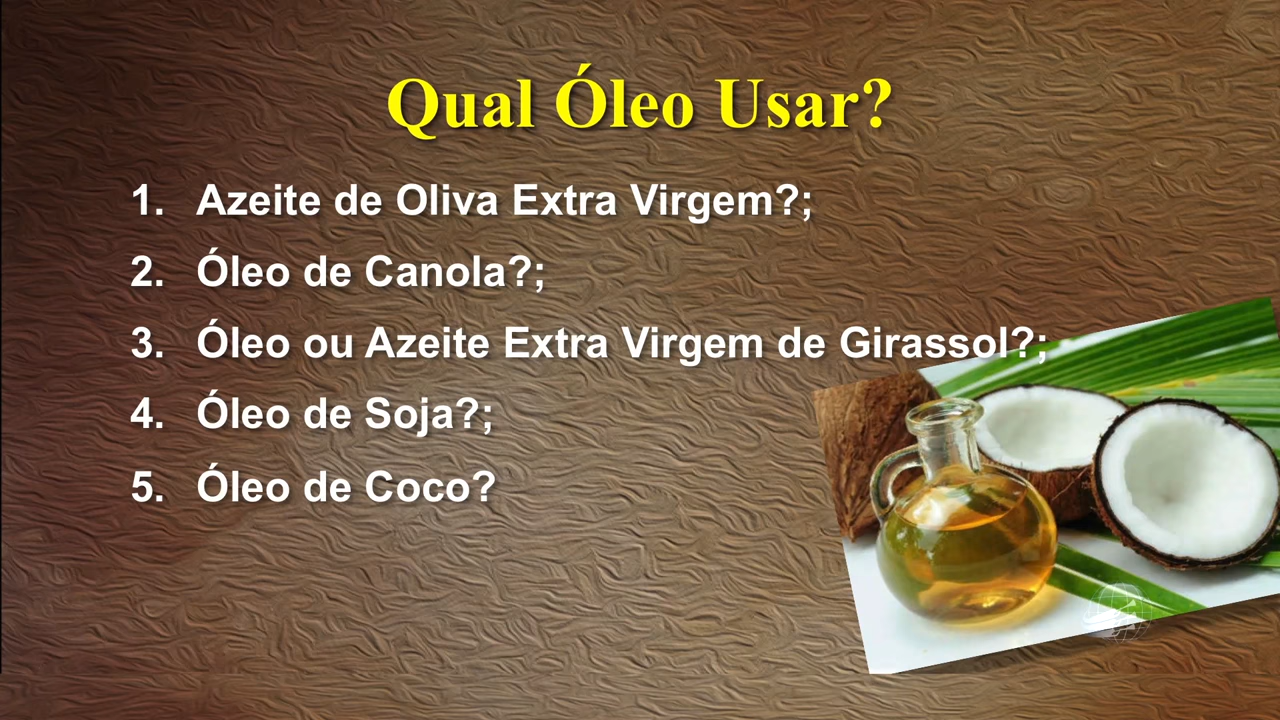 Qual Óleo Usar?
1. Azeite de Oliva Extra Virgem?;
2. Óleo de Canola?;
3. Óleo ou Azeite Extra Virgem de Girassol?;
4. Óleo de Soja?;
5. Óleo de Coco?